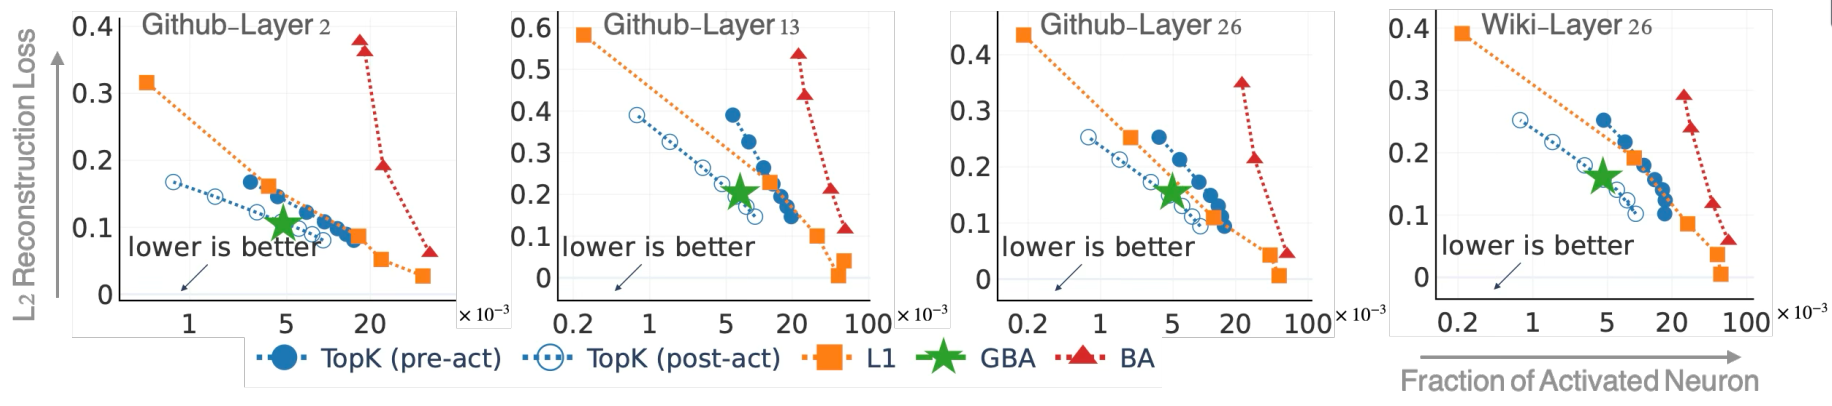 L2 Reconstruction Loss
Github-Layer 2
0.4
0.3
0.2
0.1
0
lower is better
1 5 20 × 10⁻³
Github-Layer 13
0.6
0.5
0.4
0.3
0.2
0.1
0
lower is better
0.2 1 5 20 100 × 10⁻³
Github-Layer 26
0.4
0.3
0.2
0.1
0
lower is better
0.2 1 5 20 100 × 10⁻³
Wiki-Layer 26
0.4
0.3
0.2
0.1
0
lower is better
0.2 1 5 20 100 × 10⁻³
TopK (pre-act) TopK (post-act) L1 GBA BA
Fraction of Activated Neuron